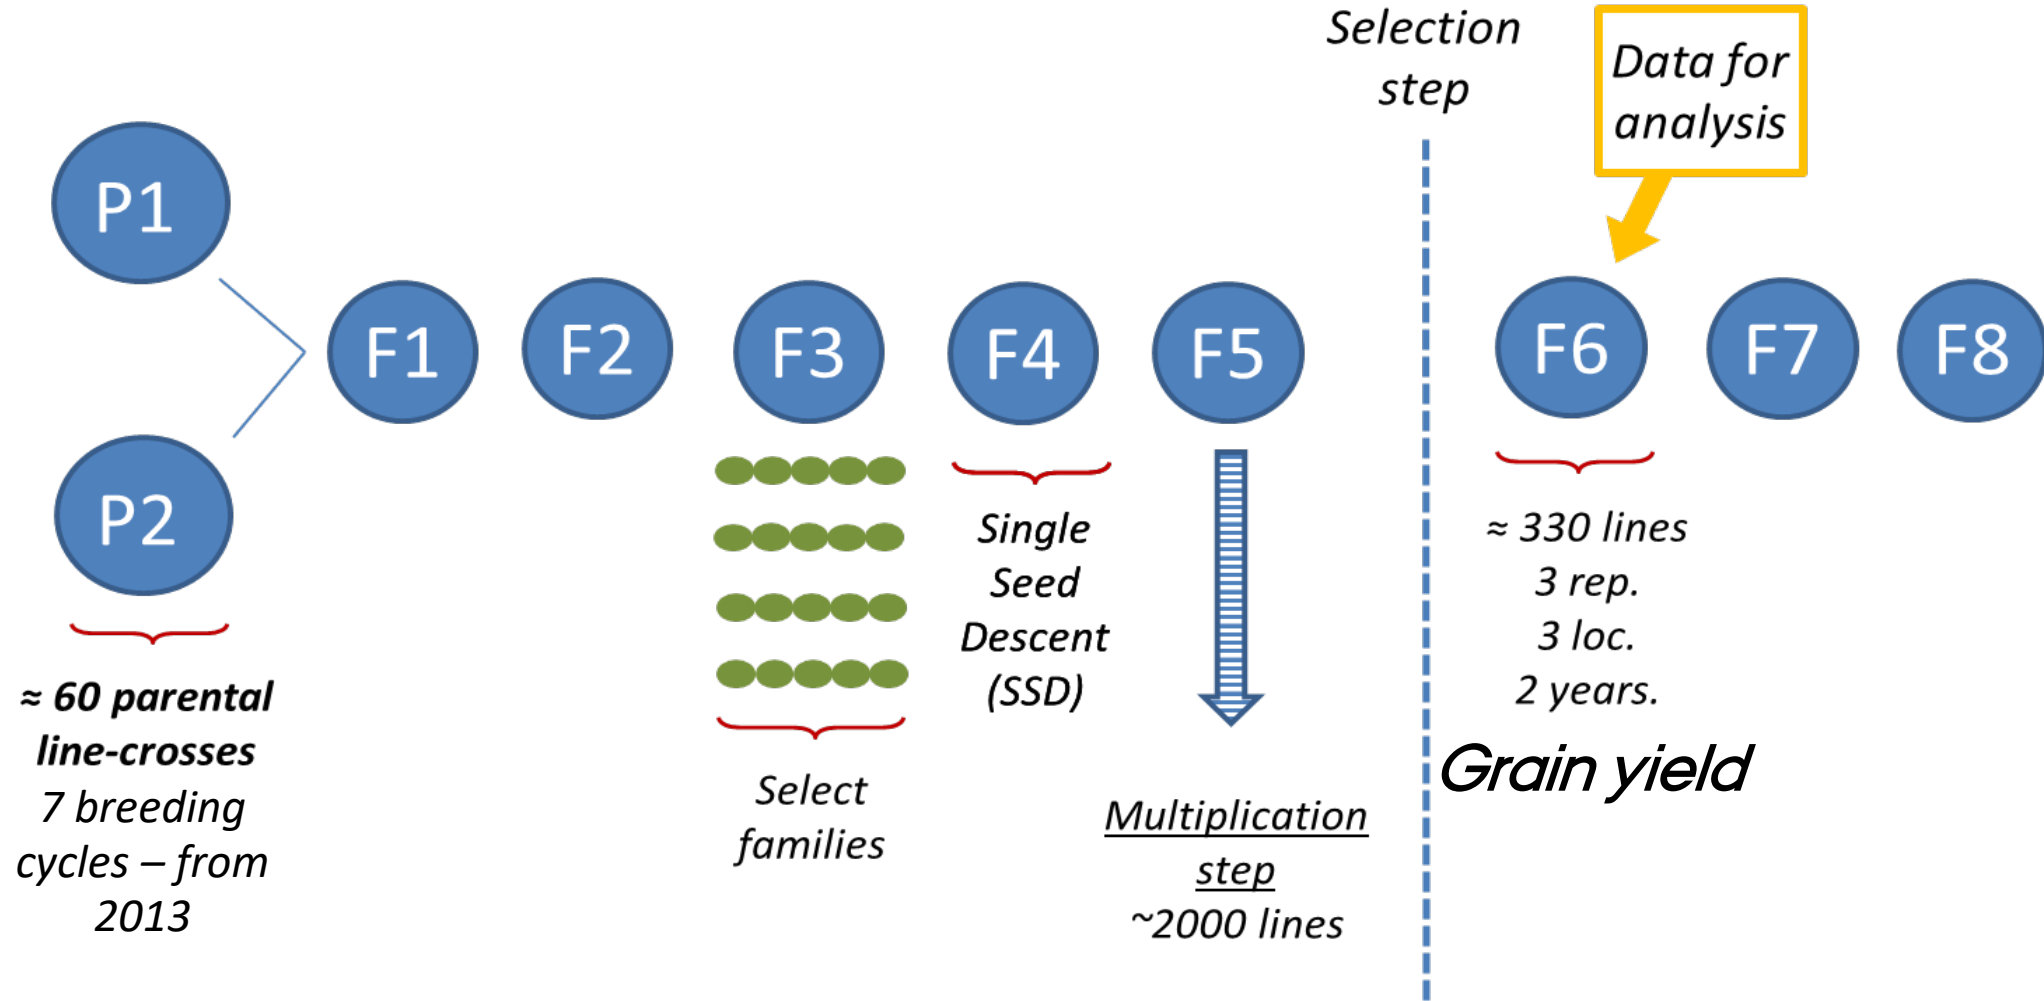 Selection
step
Data for
analysis
P1
P2
F1
F2
F3
F4
F5
F6
F7
F8
≈ 60 parental
line-crosses
7 breeding
cycles – from
2013
Select
families
Single
Seed
Descent
(SSD)
Multiplication
step
~2000 lines
≈ 330 lines
3 rep.
3 loc.
2 years.
Grain yield